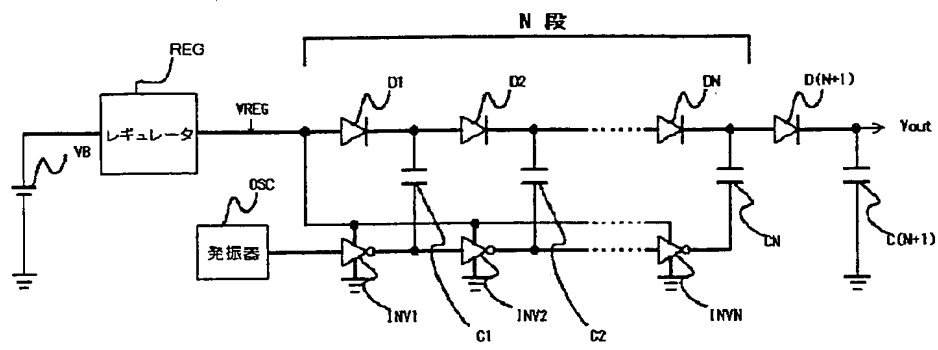 N 段
REG
D1
D2
DN
D(N+1)
レギュレータ
VREG
Vout
VB
OSC
発振器
CN
C(N+1)
INV1
C1
INV2
C2
INVN